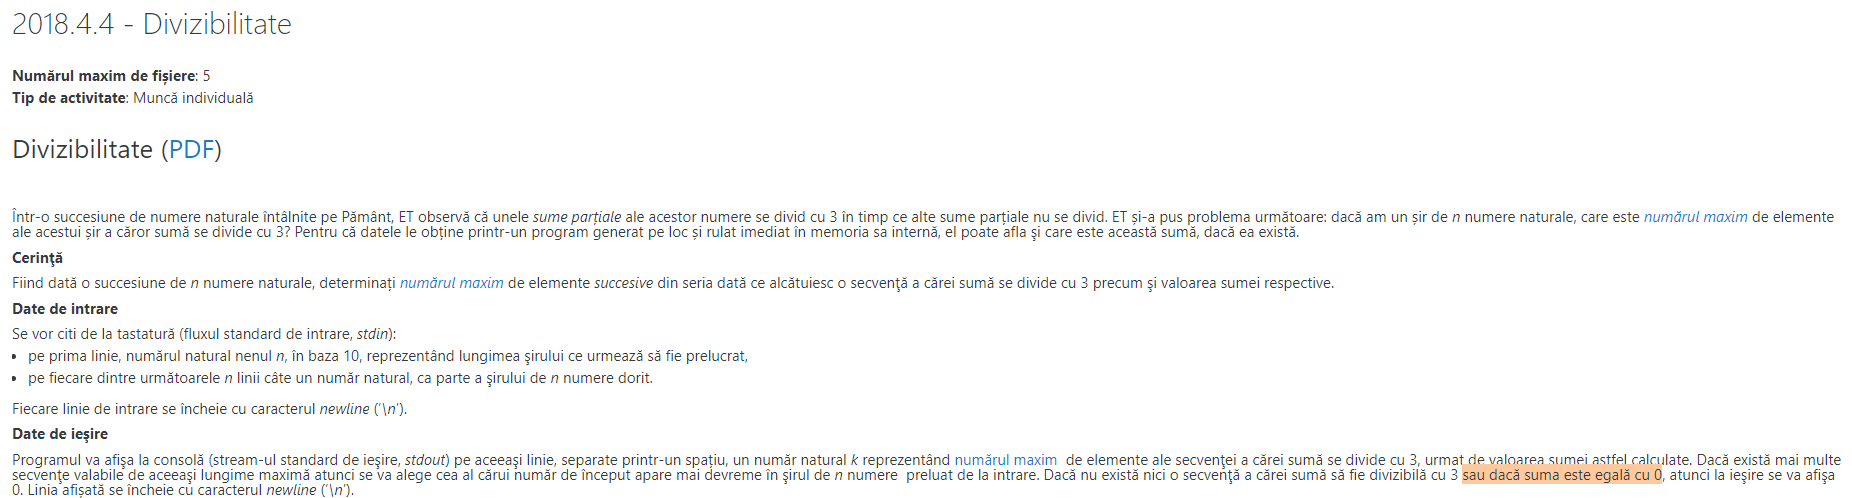 2018.4.4 - Divizibilitate
Numărul maxim de fișiere: 5
Tip de activitate: Muncă individuală
Divizibilitate (PDF)
Într-o succesiune de numere naturale întâlnite pe Pământ, ET observă că unele sume parțiale ale acestor numere se divid cu 3 în timp ce alte sume parțiale nu se divid. ET și-a pus problema următoare: dacă am un șir de n numere naturale, care este numărul maxim de elemente
ale acestui șir a căror sumă se divide cu 3? Pentru că datele le obține printr-un program generat pe loc și rulat imediat în memoria sa internă, el poate afla şi care este această sumă, dacă ea există.
Cerinţă
Fiind dată o succesiune de n numere naturale, determinați numărul maxim de elemente succesive din seria dată ce alcătuiesc o secvenţă a cărei sumă se divide cu 3 precum şi valoarea sumei respective.
Date de intrare
Se vor citi de la tastatură (fluxul standard de intrare, stdin):
• pe prima linie, numărul natural nenul n, în baza 10, reprezentând lungimea şirului ce urmează să fie prelucrat,
• pe fiecare dintre următoarele n linii câte un număr natural, ca parte a şirului de n numere dorit.
Fiecare linie de intrare se încheie cu caracterul newline ('\n').
Date de ieşire
Programul va afişa la consolă (stream-ul standard de ieşire, stdout) pe aceeaşi linie, separate printr-un spațiu, un număr natural k reprezentând numărul maxim de elemente ale secvenţei a cărei sumă se divide cu 3, urmat de valoarea sumei astfel calculate. Dacă există mai multe
secvenţe valabile de aceeaşi lungime maximă atunci se va alege cea al cărui număr de început apare mai devreme în şirul de n numere preluat de la intrare. Dacă nu există nici o secvenţă a cărei sumă să fie divizibilă cu 3 sau dacă suma este egală cu 0, atunci la ieşire se va afişa
0. Linia afișată se încheie cu caracterul newline ('\n').